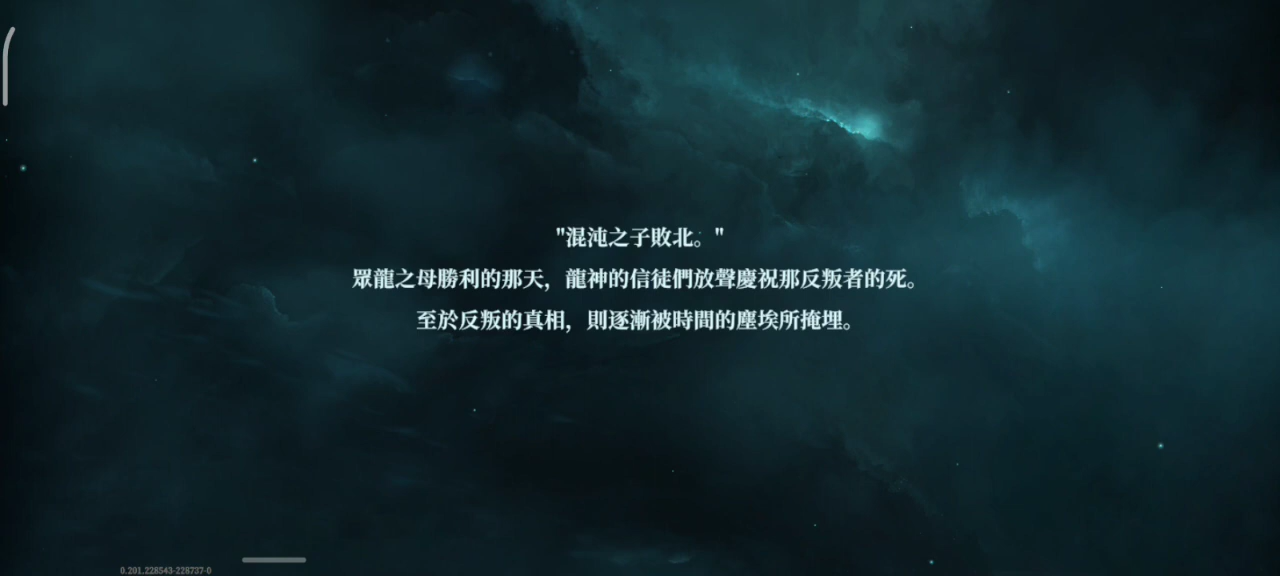 "混沌之子敗北。"
眾龍之母勝利的那天，龍神的信徒們放聲慶祝那反叛者的死。
至於反叛的真相，則逐漸被時間的塵埃所掩埋。
0.201.228543-228737-0